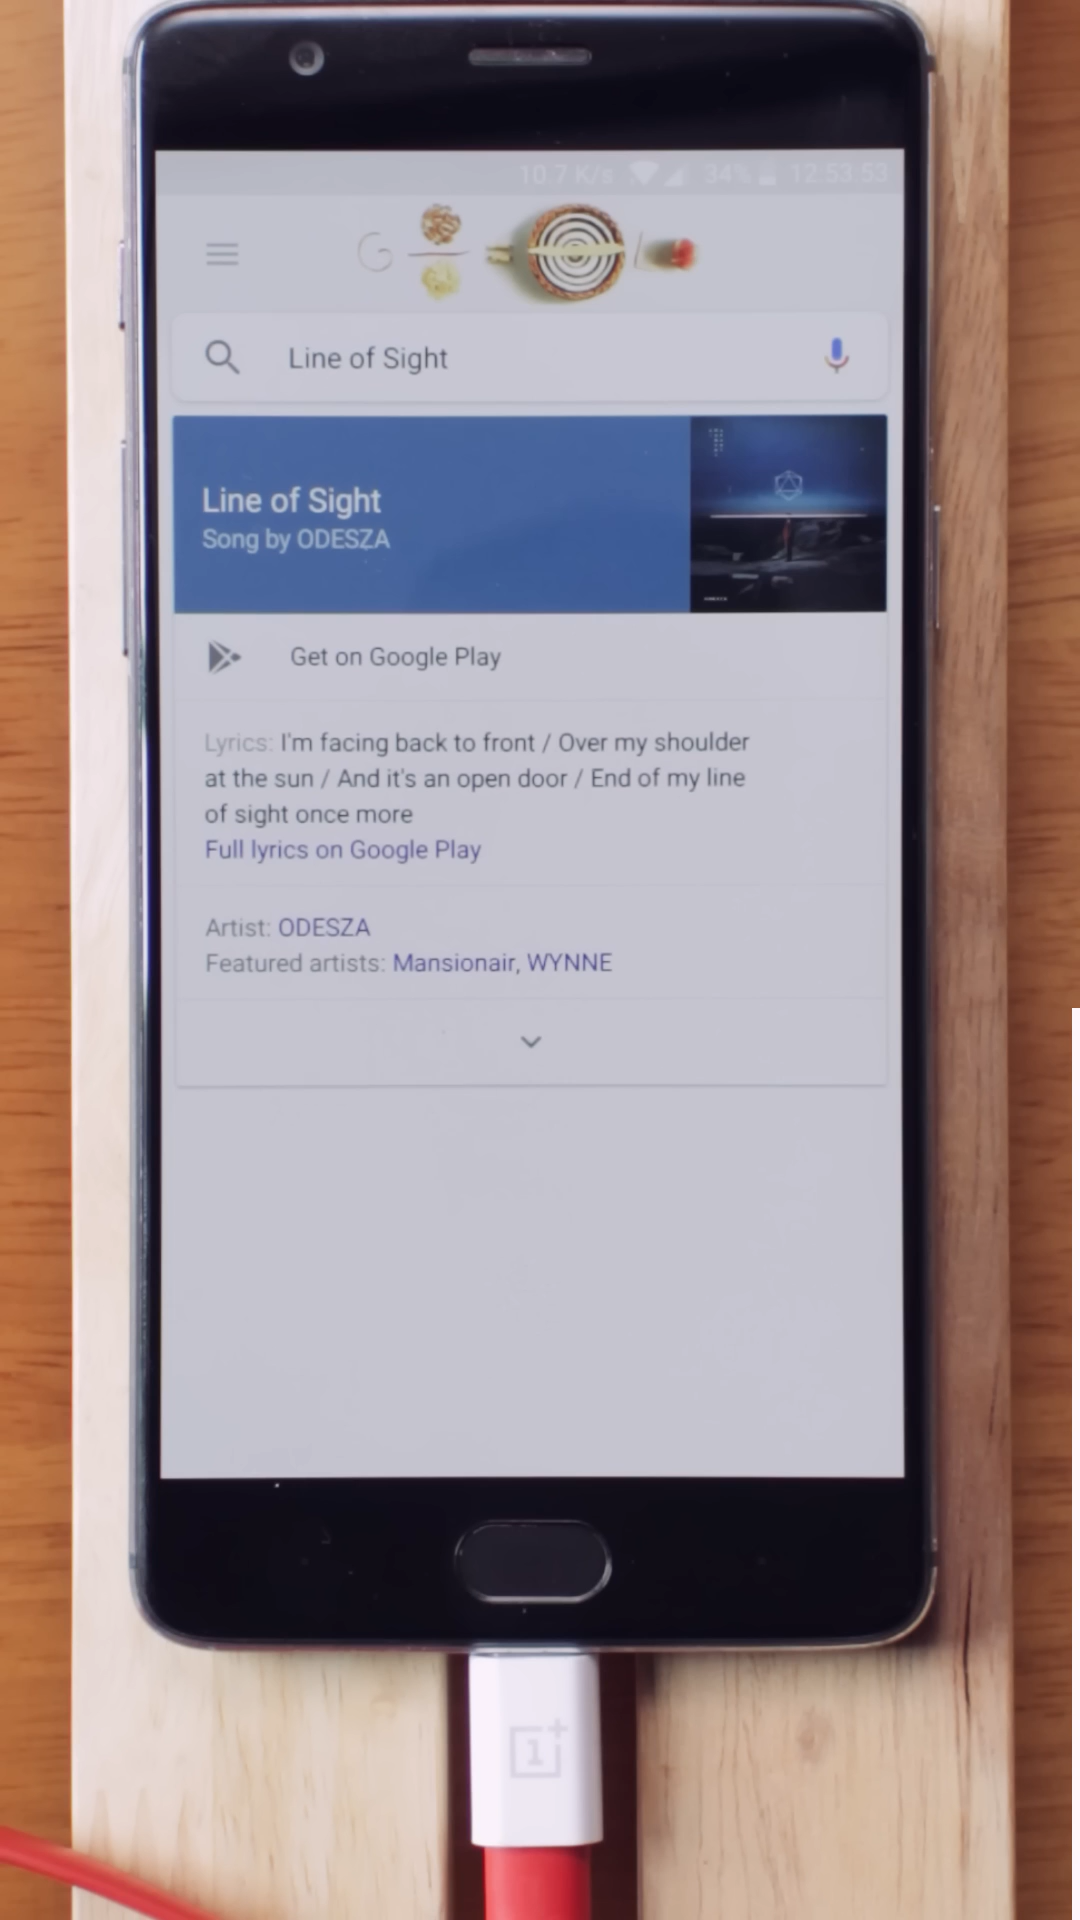 10.7 K/s 34% 12:53:53
Line of Sight
Line of Sight
Song by ODESZA
Get on Google Play
Lyrics: I'm facing back to front / Over my shoulder
at the sun / And it's an open door / End of my line
of sight once more
Full lyrics on Google Play
Artist: ODESZA
Featured artists: Mansionair, WYNNE
1+